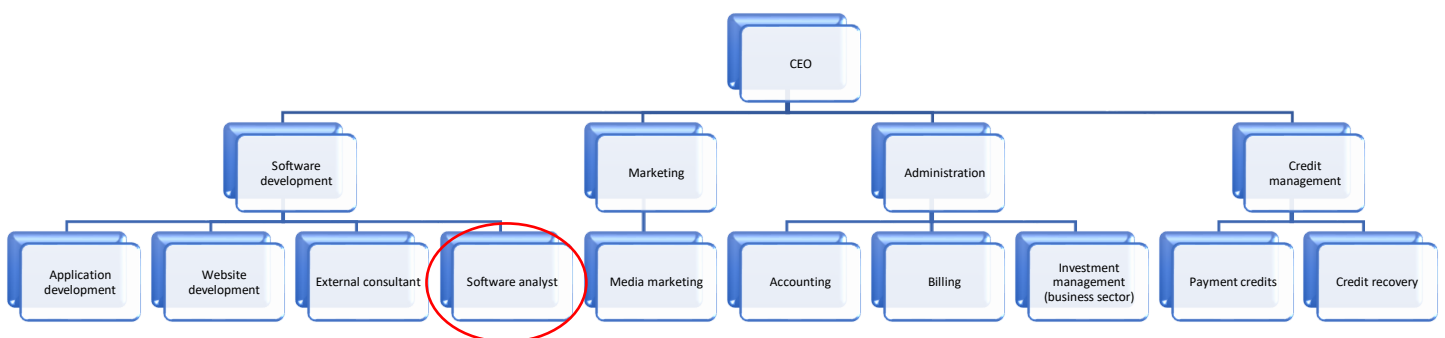 CEO
Software
development
Marketing
Administration
Credit
management
Application
development
Website
development
External consultant
Software analyst
Media marketing
Accounting
Billing
Investment
management
(business sector)
Payment credits
Credit recovery